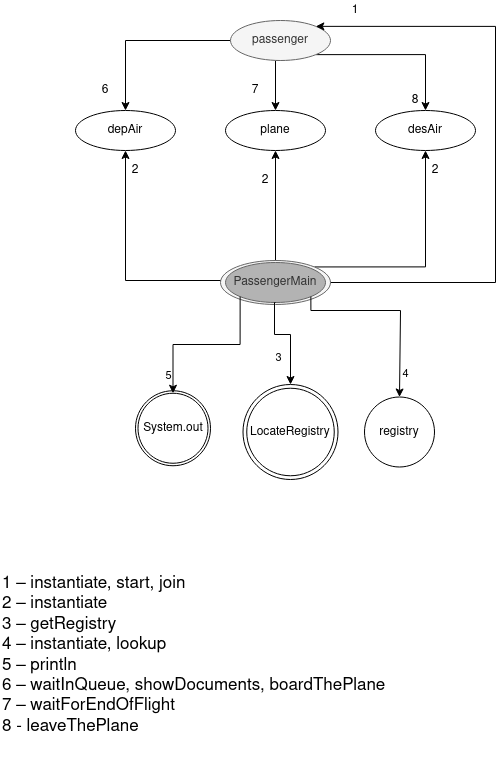 1
passenger
6
7
8
depAir
plane
desAir
2
2
2
PassengerMain
3
5
4
System.out
LocateRegistry
registry
1 – instantiate, start, join
2 – instantiate
3 – getRegistry
4 – instantiate, lookup
5 – println
6 – waitInQueue, showDocuments, boardThePlane
7 – waitForEndOfFlight
8 - leaveThePlane